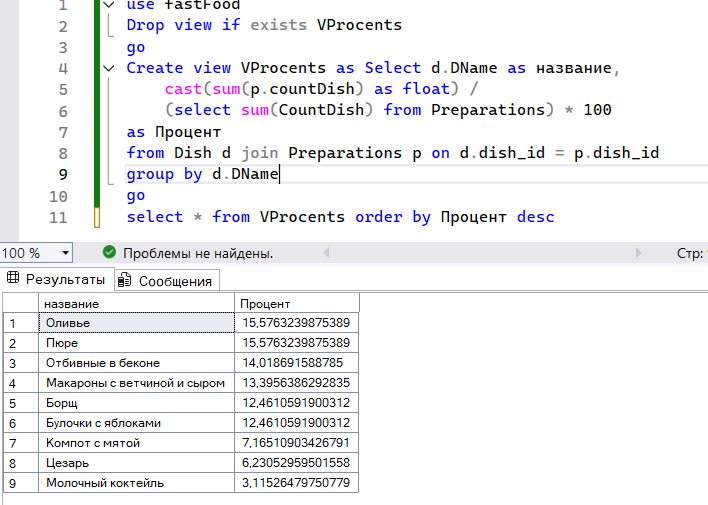 1 use fastFood
2 Drop view if exists VProcents
3 go
4 Create view VProcents as Select d.DName as название,
5 cast(sum(p.countDish) as float) /
6 (select sum(CountDish) from Preparations) * 100
7 as Процент
8 from Dish d join Preparations p on d.dish_id = p.dish_id
9 group by d.DName
10 go
11 select * from VProcents order by Процент desc
100 % Проблемы не найдены. Стр:
Результаты Сообщения
название Процент
1 Оливье 15,5763239875389
2 Пюре 15,5763239875389
3 Отбивные в беконе 14,018691588785
4 Макароны с ветчиной и сыром 13,3956386292835
5 Борщ 12,4610591900312
6 Булочки с яблоками 12,4610591900312
7 Компот с мятой 7,16510903426791
8 Цезарь 6,23052959501558
9 Молочный коктейль 3,11526479750779